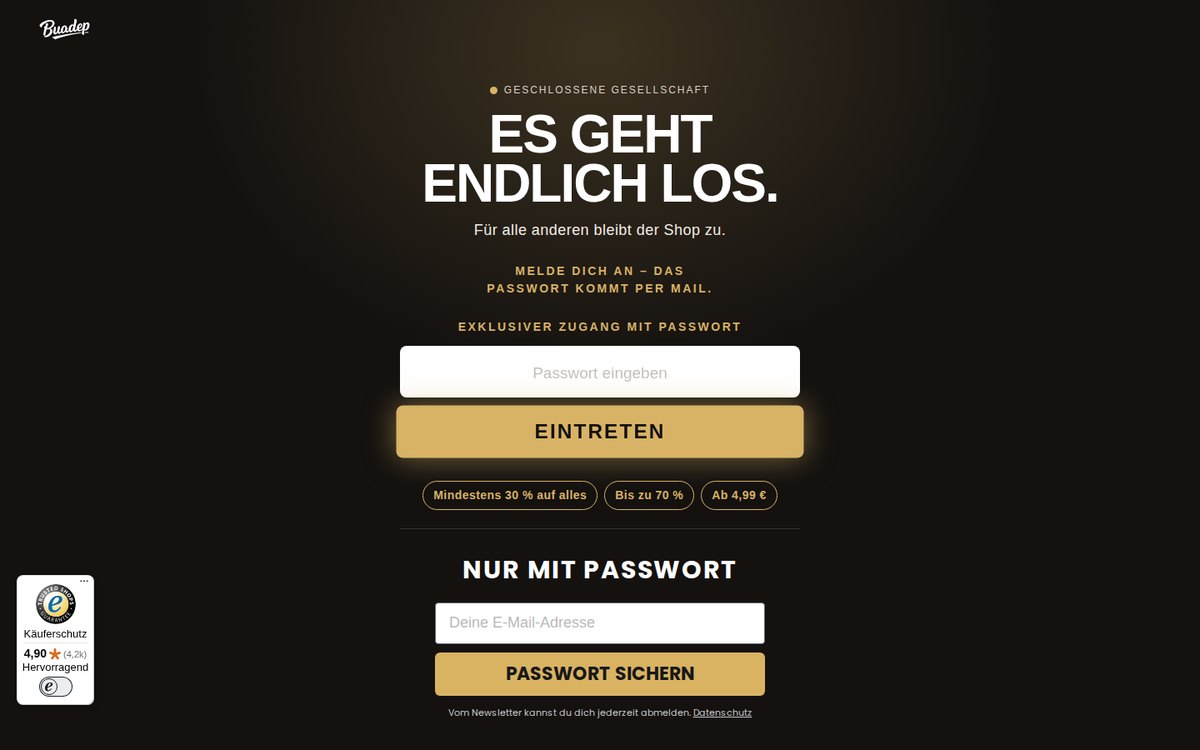 Buadep
GESCHLOSSENE GESELLSCHAFT
ES GEHT
ENDLICH LOS.
Für alle anderen bleibt der Shop zu.
MELDE DICH AN – DAS
PASSWORT KOMMT PER MAIL.
EXKLUSIVER ZUGANG MIT PASSWORT
Passwort eingeben
EINTRETEN
Mindestens 30 % auf alles
Bis zu 70 %
Ab 4,99 €
NUR MIT PASSWORT
Deine E-Mail-Adresse
PASSWORT SICHERN
Vom Newsletter kannst du dich jederzeit abmelden. Datenschutz
TRUSTED SHOPS
GUARANTEE
e
Käuferschutz
4,90 (4,2k)
Hervorragend
e